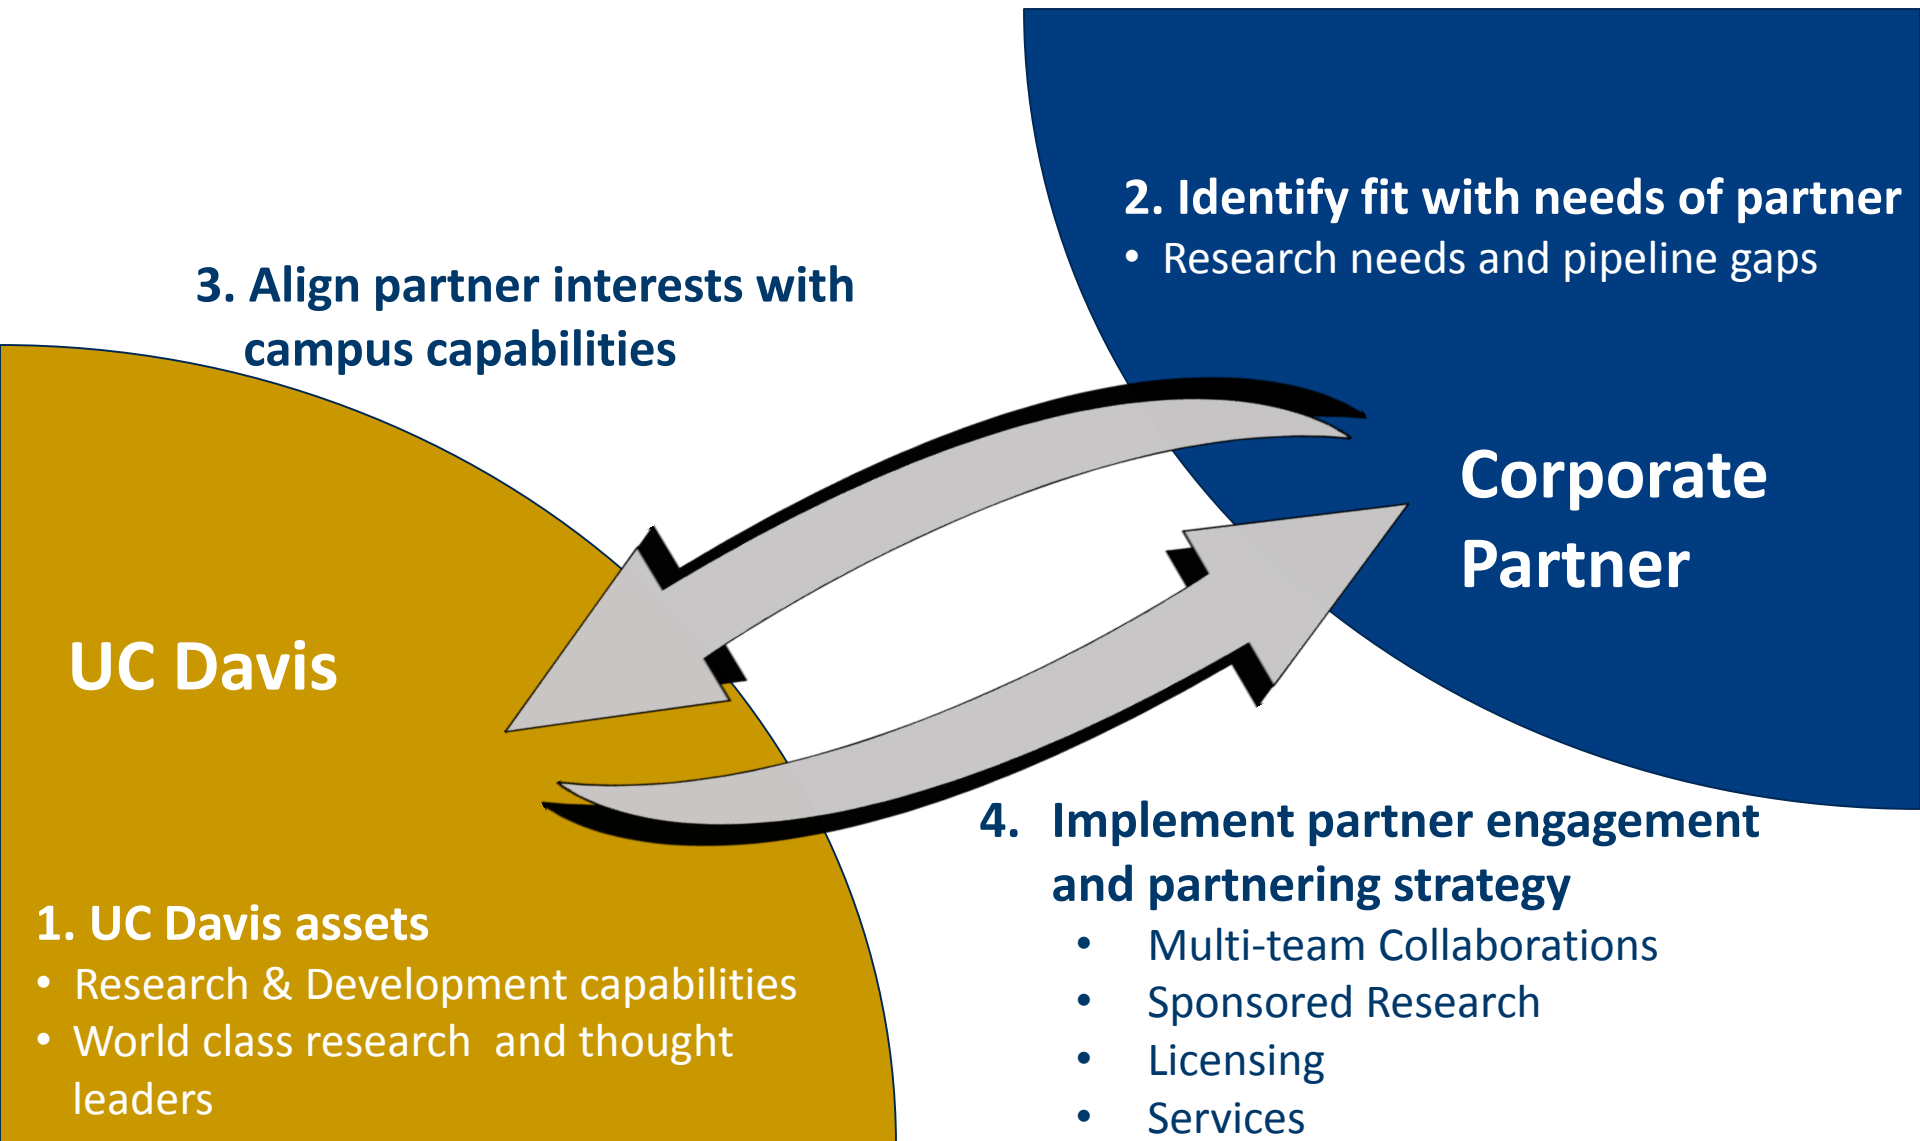 2. Identify fit with needs of partner
• Research needs and pipeline gaps
3. Align partner interests with
campus capabilities
Corporate
Partner
UC Davis
1. UC Davis assets
• Research & Development capabilities
• World class research  and thought
leaders
4. Implement partner engagement
and partnering strategy
• Multi-team Collaborations
• Sponsored Research
• Licensing
• Services